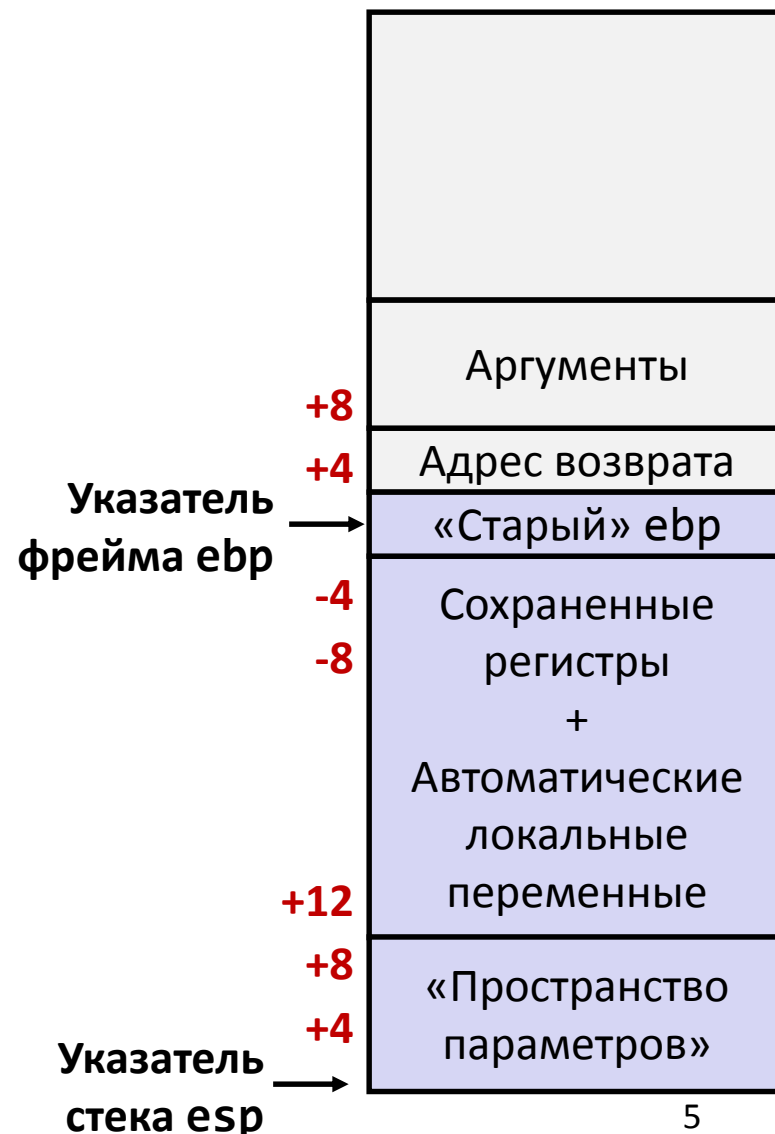 Аргументы
+8
Адрес возврата
+4
Указатель
фрейма ebp
«Старый» ebp
-4
-8
Сохраненные
регистры
+
Автоматические
локальные
переменные
+12
+8
+4
«Пространство
параметров»
Указатель
стека esp
5